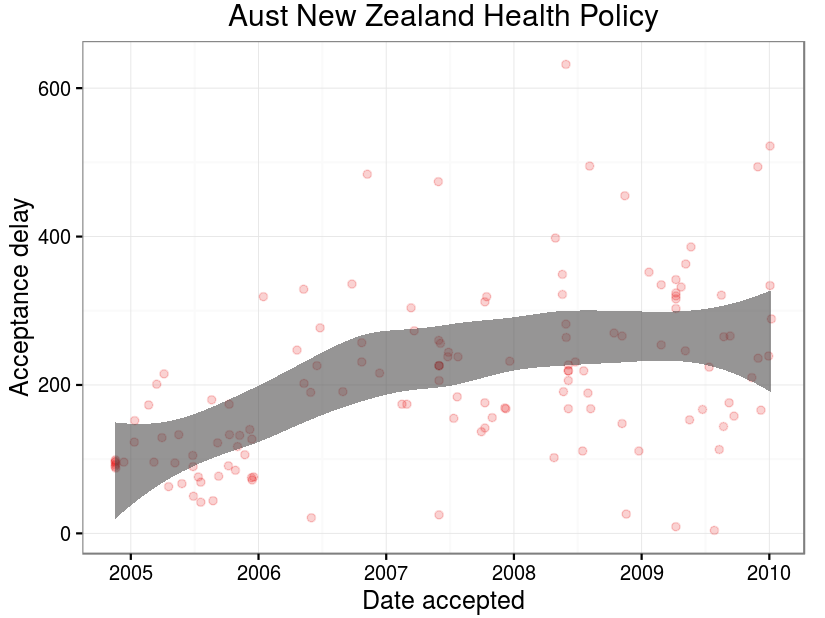 Aust New Zealand Health Policy
Acceptance delay
600
400
200
0
2005 2006 2007 2008 2009 2010
Date accepted